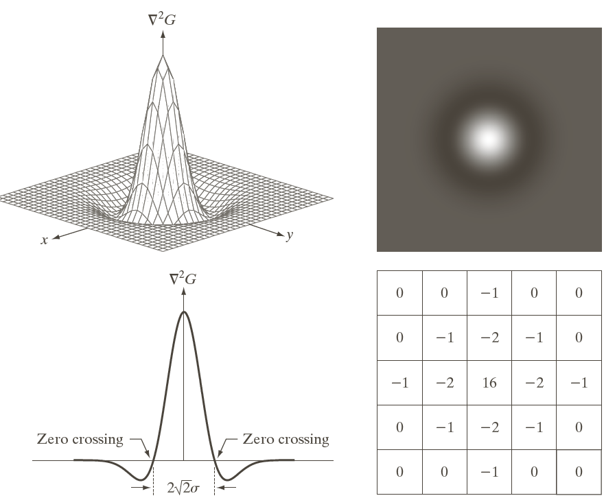 ∇²G
x
y
∇²G
Zero crossing
Zero crossing
2√2σ
0 0 −1 0 0
0 −1 −2 −1 0
−1 −2 16 −2 −1
0 −1 −2 −1 0
0 0 −1 0 0